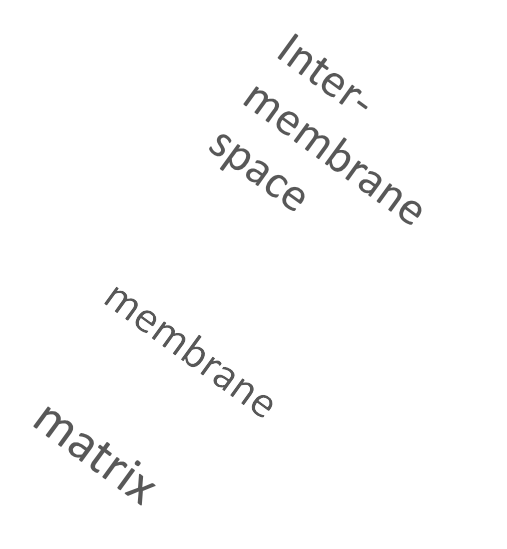 Inter-
membrane
space
membrane
matrix